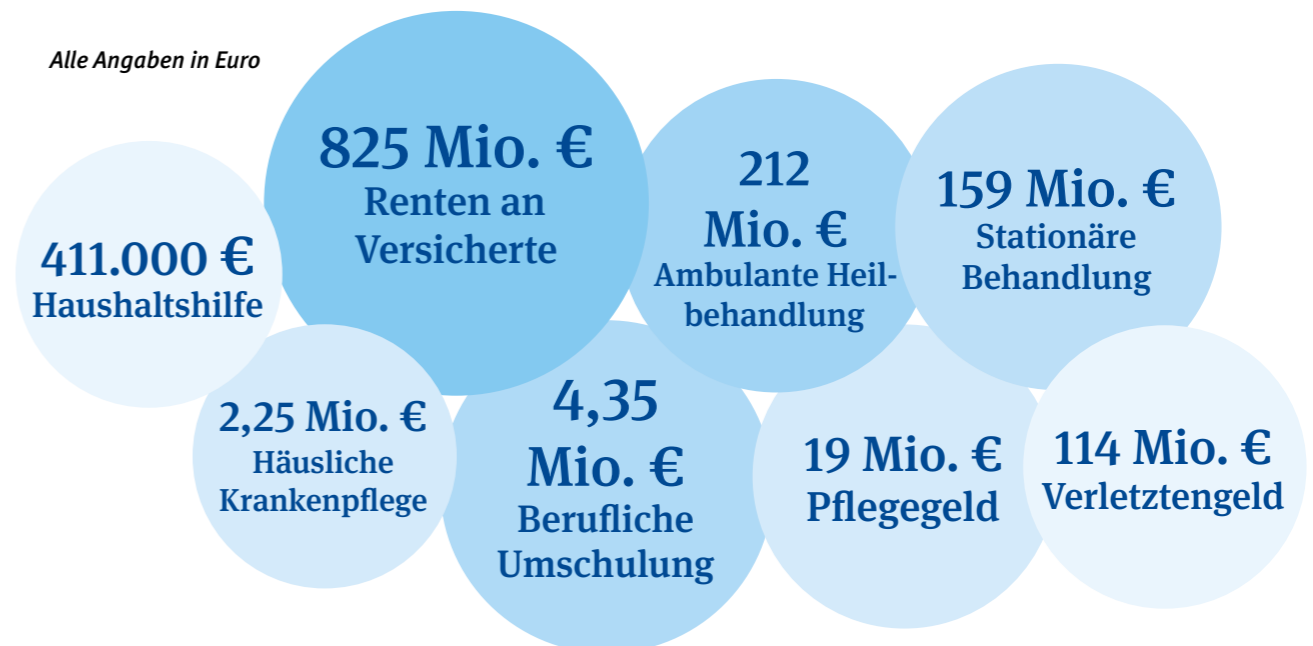 Alle Angaben in Euro
411.000 €
Haushaltshilfe
825 Mio. €
Renten an
Versicherte
212
Mio. €
Ambulante Heil-
behandlung
159 Mio. €
Stationäre
Behandlung
2,25 Mio. €
Häusliche
Krankenpflege
4,35
Mio. €
Berufliche
Umschulung
19 Mio. €
Pflegegeld
114 Mio. €
Verletztengeld